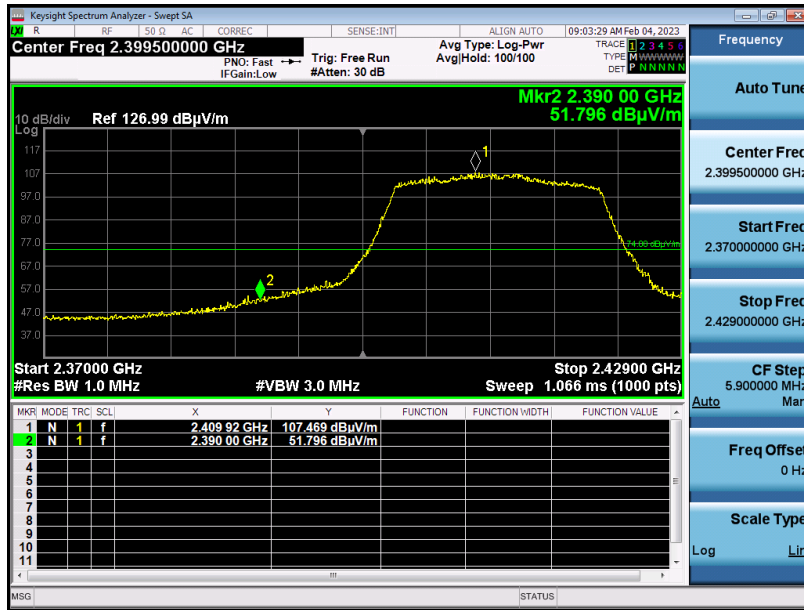 Keysight Spectrum Analyzer - Swept SA
LXI R RF 50 Ω AC CORREC SENSE:INT ALIGN AUTO 09:03:29 AM Feb 04, 2023
Center Freq 2.399500000 GHz
PNO: Fast
IFGain:Low
Trig: Free Run
#Atten: 30 dB
Avg Type: Log-Pwr
Avg|Hold: 100/100
TRACE 1 2 3 4 5 6
TYPE M W W W W W
DET P N N N N N
Mkr2 2.390 00 GHz
51.796 dBµV/m
10 dB/div Ref 126.99 dBµV/m
Log
117
107
97.0
87.0
77.0
67.0
57.0
47.0
37.0
1
2
74.00 dBµV/m
Start 2.37000 GHz Stop 2.42900 GHz
#Res BW 1.0 MHz #VBW 3.0 MHz Sweep 1.066 ms (1000 pts)
MKR MODE TRC SCL X Y FUNCTION FUNCTION WIDTH FUNCTION VALUE
1 N 1 f 2.409 92 GHz 107.469 dBµV/m
2 N 1 f 2.390 00 GHz 51.796 dBµV/m
3
4
5
6
7
8
9
10
11
MSG STATUS
Frequency
Auto Tune
Center Freq
2.399500000 GHz
Start Freq
2.370000000 GHz
Stop Freq
2.429000000 GHz
CF Step
5.900000 MHz
Auto Man
Freq Offset
0 Hz
Scale Type
Log Lin